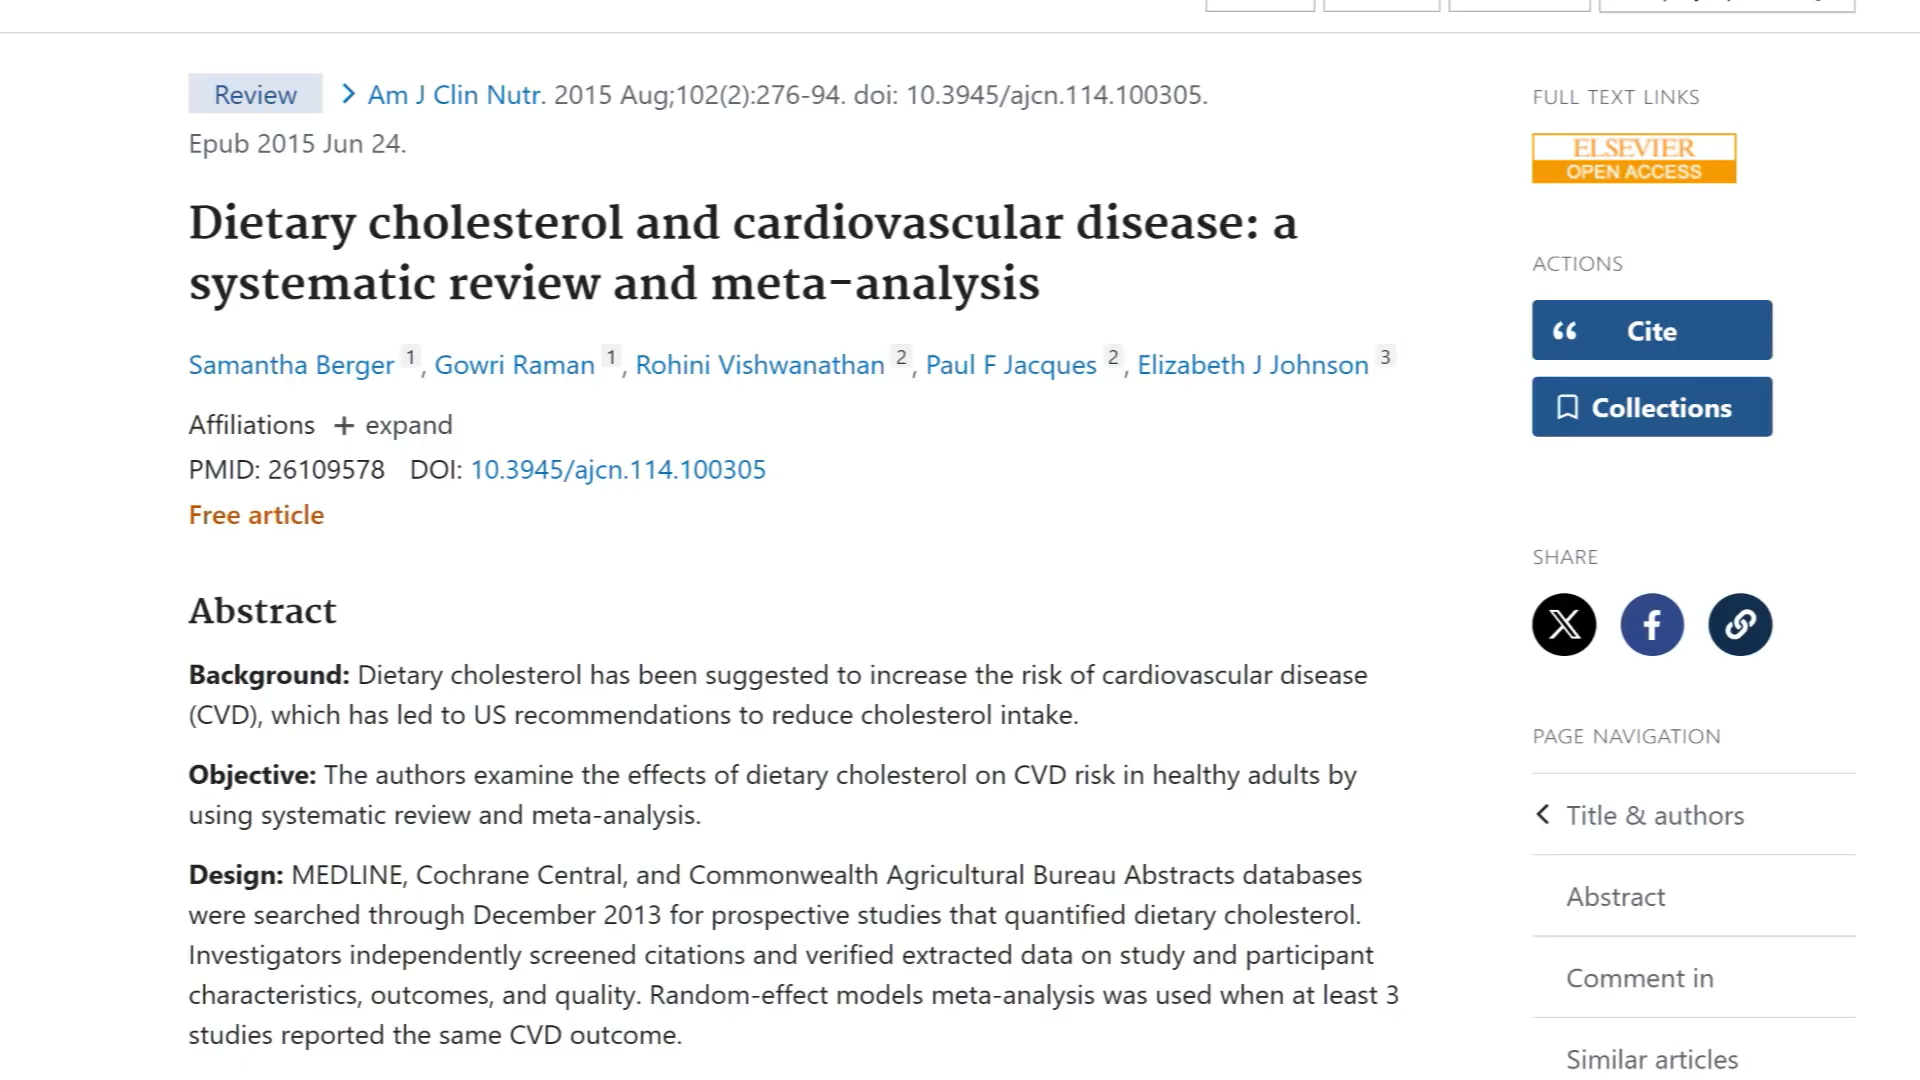 Review > Am J Clin Nutr. 2015 Aug;102(2):276-94. doi: 10.3945/ajcn.114.100305.
Epub 2015 Jun 24.
Dietary cholesterol and cardiovascular disease: a
systematic review and meta-analysis
Samantha Berger 1, Gowri Raman 1, Rohini Vishwanathan 2, Paul F Jacques 2, Elizabeth J Johnson 3
Affiliations + expand
PMID: 26109578 DOI: 10.3945/ajcn.114.100305
Free article
Abstract
Background: Dietary cholesterol has been suggested to increase the risk of cardiovascular disease
(CVD), which has led to US recommendations to reduce cholesterol intake.
Objective: The authors examine the effects of dietary cholesterol on CVD risk in healthy adults by
using systematic review and meta-analysis.
Design: MEDLINE, Cochrane Central, and Commonwealth Agricultural Bureau Abstracts databases
were searched through December 2013 for prospective studies that quantified dietary cholesterol.
Investigators independently screened citations and verified extracted data on study and participant
characteristics, outcomes, and quality. Random-effect models meta-analysis was used when at least 3
studies reported the same CVD outcome.
FULL TEXT LINKS
ELSEVIER
OPEN ACCESS
ACTIONS
Cite
Collections
SHARE
PAGE NAVIGATION
Title & authors
Abstract
Comment in
Similar articles